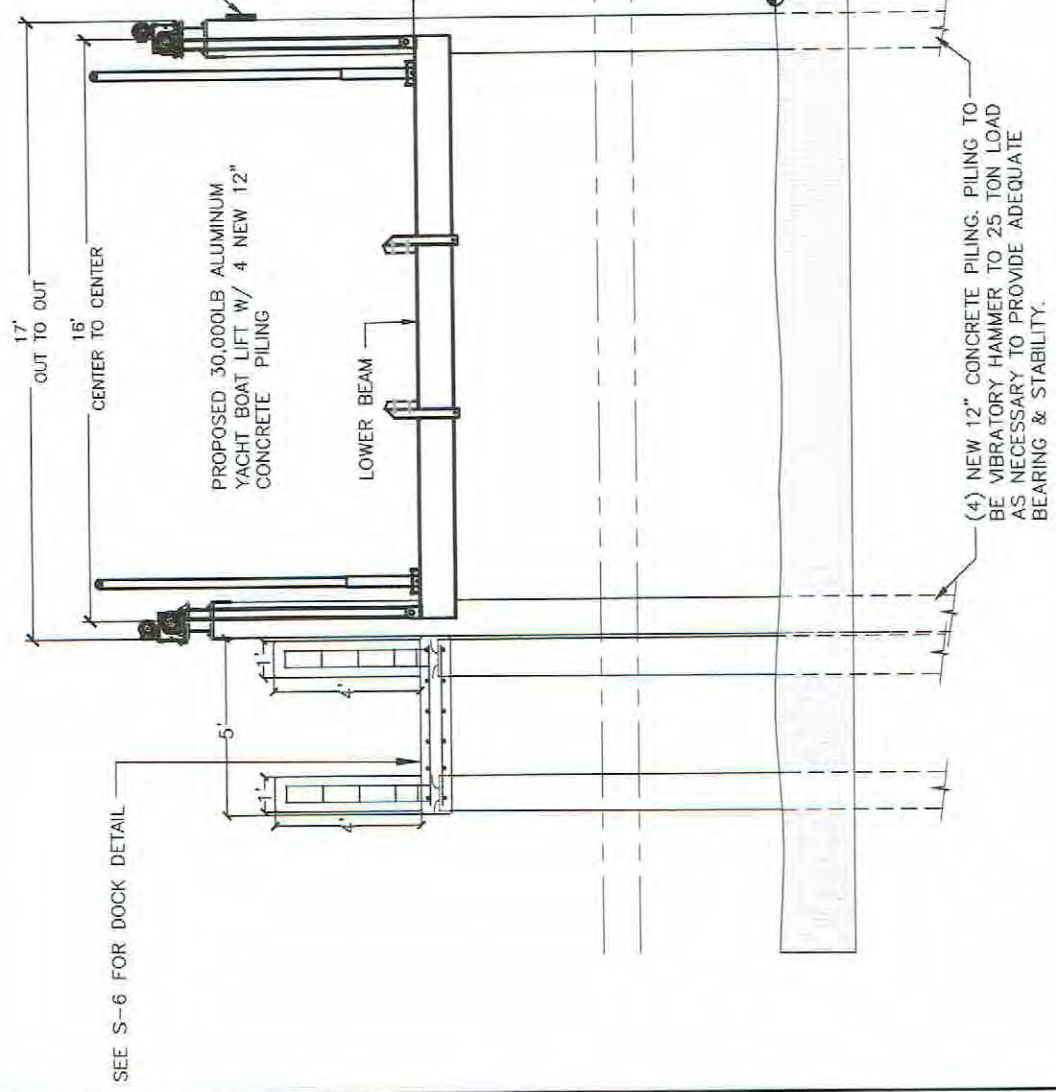 17'
OUT TO OUT
16'
CENTER TO CENTER
PROPOSED 30,000LB ALUMINUM
YACHT BOAT LIFT W/ 4 NEW 12"
CONCRETE PILING
LOWER BEAM
5'
1'
4'
1'
4'
SEE S-6 FOR DOCK DETAIL
(4) NEW 12" CONCRETE PILING. PILING TO
BE VIBRATORY HAMMER TO 25 TON LOAD
AS NECESSARY TO PROVIDE ADEQUATE
BEARING & STABILITY.